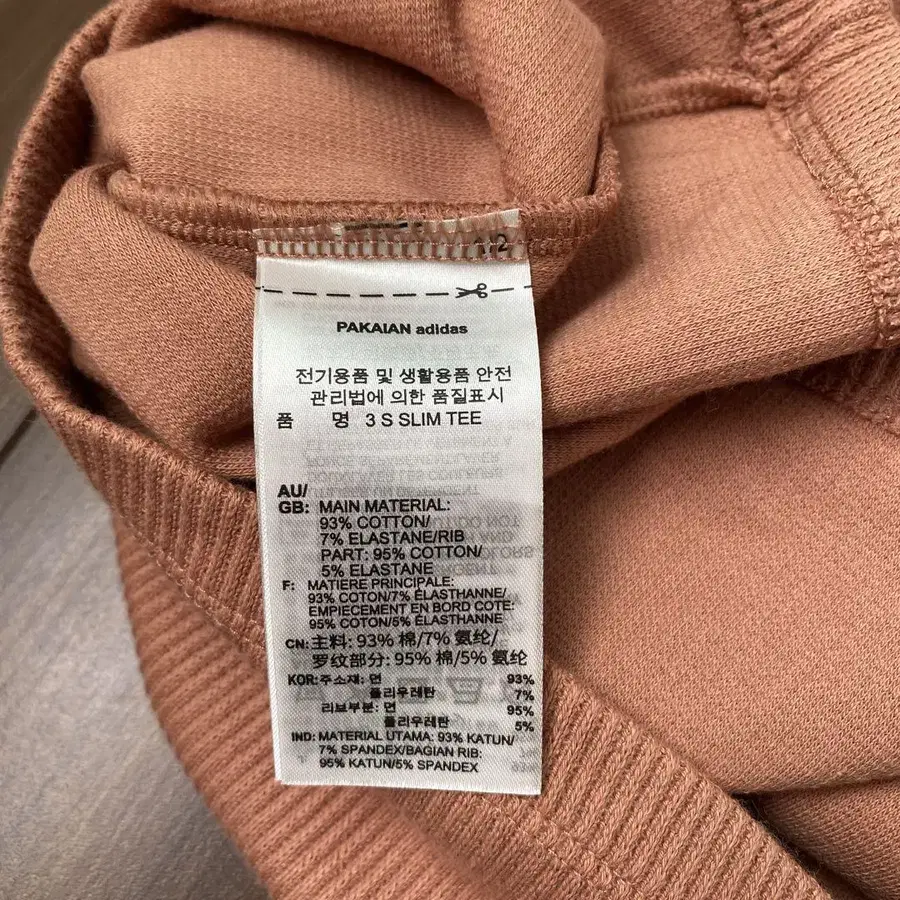 PAKAIAN adidas
전기용품 및 생활용품 안전
관리법에 의한 품질표시
품 명 3 S SLIM TEE
AU/
GB: MAIN MATERIAL:
93% COTTON/
7% ELASTANE/RIB
PART: 95% COTTON/
5% ELASTANE
F: MATIERE PRINCIPALE:
93% COTON/7% ÉLASTHANNE/
EMPIECEMENT EN BORD COTE:
95% COTON/5% ÉLASTHANNE
CN: 主料: 93% 棉/7% 氨纶/
罗纹部分: 95% 棉/5% 氨纶
KOR: 주소재: 면 93%
폴리우레탄 7%
리브부분: 면 95%
폴리우레탄 5%
IND: MATERIAL UTAMA: 93% KATUN/
7% SPANDEX/BAGIAN RIB:
95% KATUN/5% SPANDEX